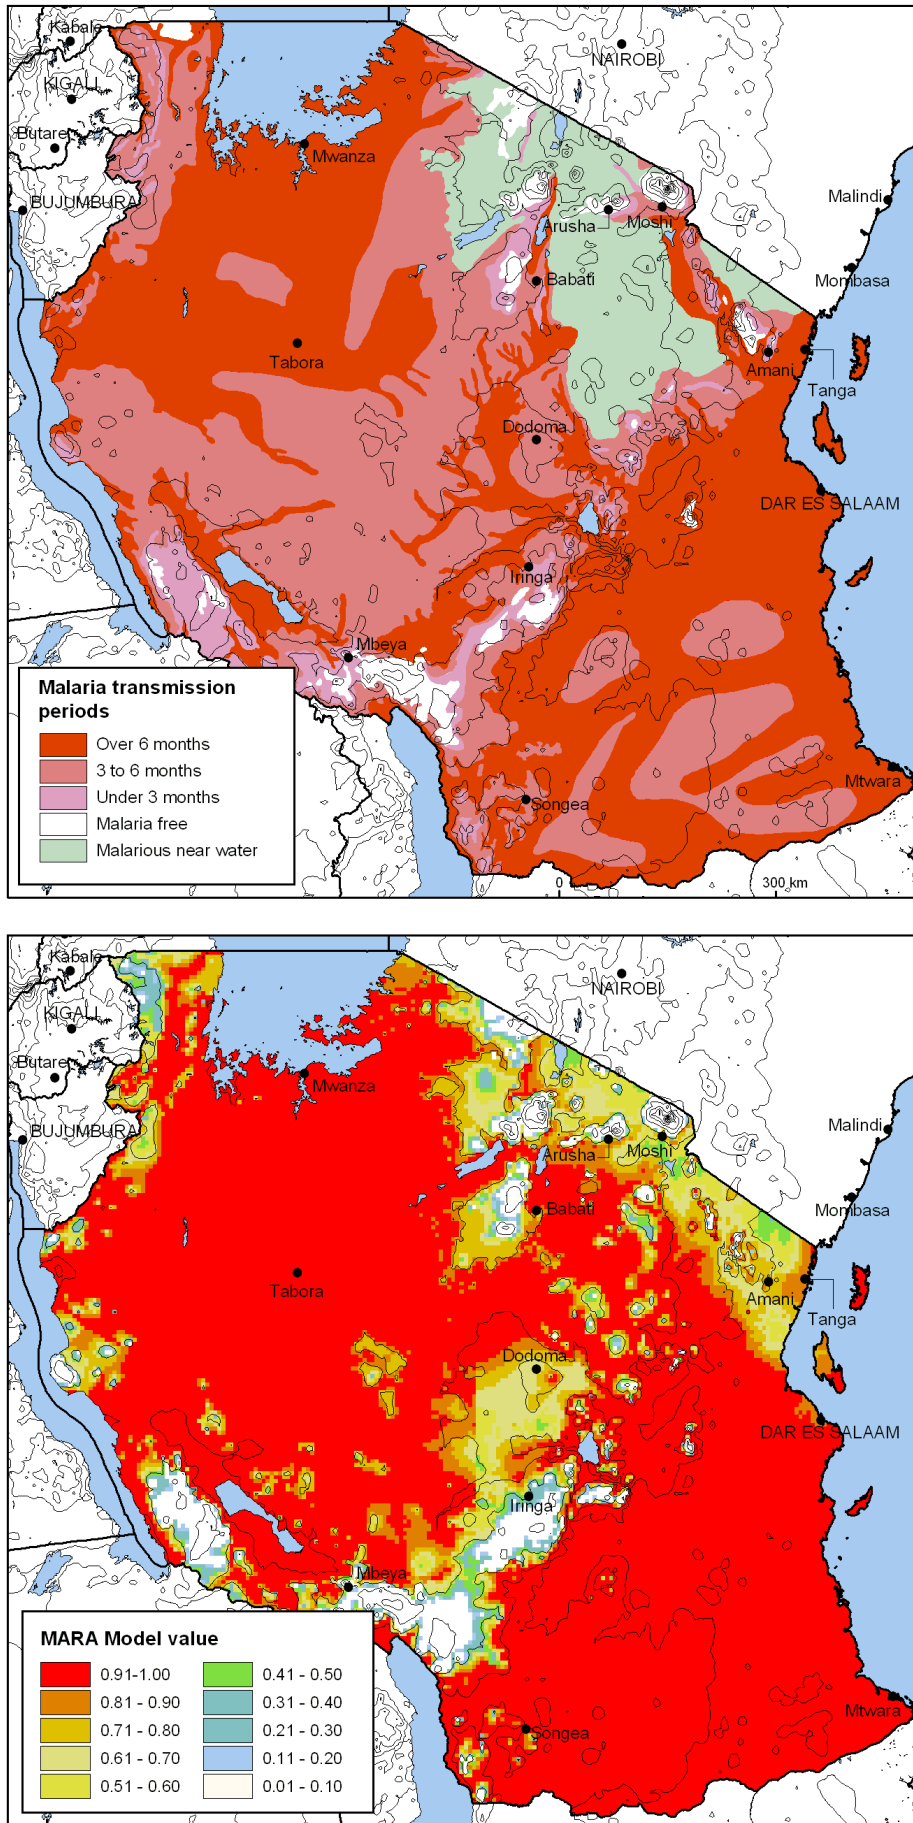 Kabale
NAIROBI
KIGALI
Butare
Mwanza
BUJUMBURA
Malindi
Arusha
Moshi
Babati
Mombasa
Tabora
Amani
Tanga
Dodoma
DAR ES SALAAM
Iringa
Mbeya
Malaria transmission
periods
Over 6 months
3 to 6 months
Under 3 months
Malaria free
Malarious near water
Mtwara
Songea
0 300 km
Kabale
NAIROBI
KIGALI
Butare
Mwanza
BUJUMBURA
Malindi
Arusha
Moshi
Babati
Mombasa
Tabora
Amani
Tanga
Dodoma
DAR ES SALAAM
Iringa
Mbeya
MARA Model value
0.91-1.00 0.41 - 0.50
0.81 - 0.90 0.31 - 0.40
0.71 - 0.80 0.21 - 0.30
0.61 - 0.70 0.11 - 0.20
0.51 - 0.60 0.01 - 0.10
Mtwara
Songea